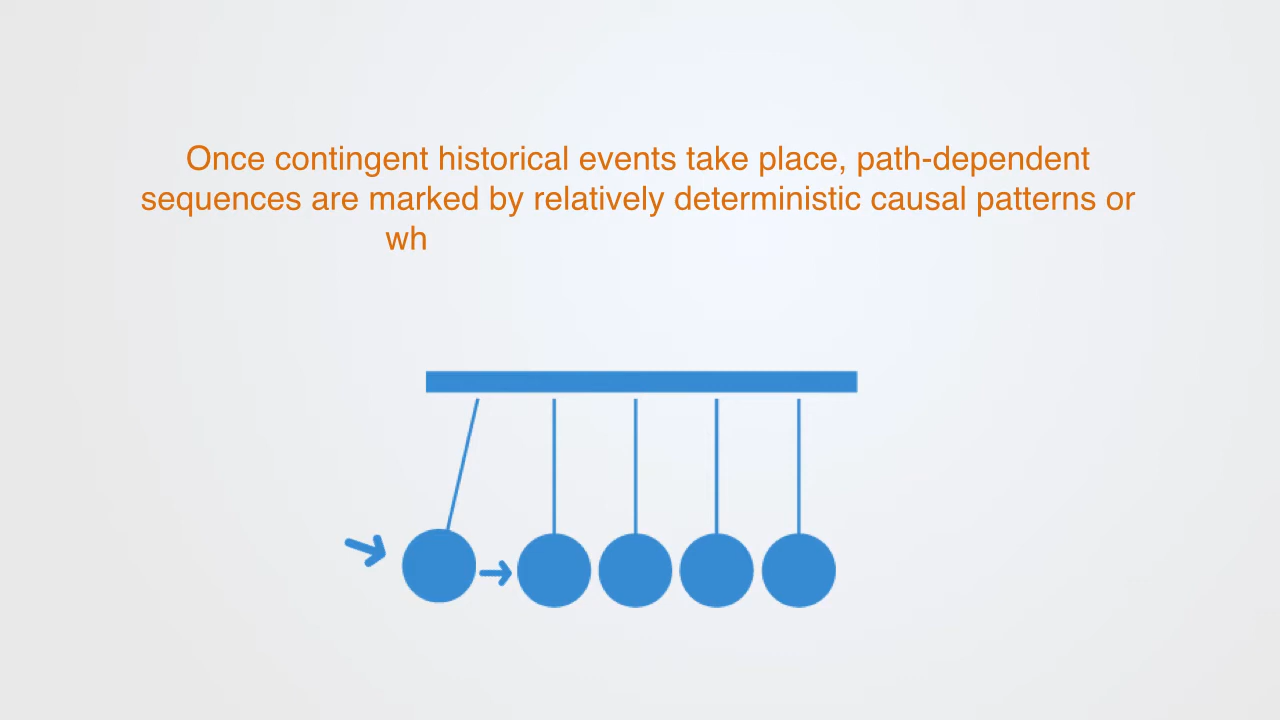 Once contingent historical events take place, path-dependent
sequences are marked by relatively deterministic causal patterns or
wh